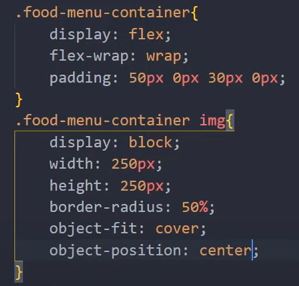 .food-menu-container{
    display: flex;
    flex-wrap: wrap;
    padding: 50px 0px 30px 0px;
}
.food-menu-container img{
    display: block;
    width: 250px;
    height: 250px;
    border-radius: 50%;
    object-fit: cover;
    object-position: center;
}